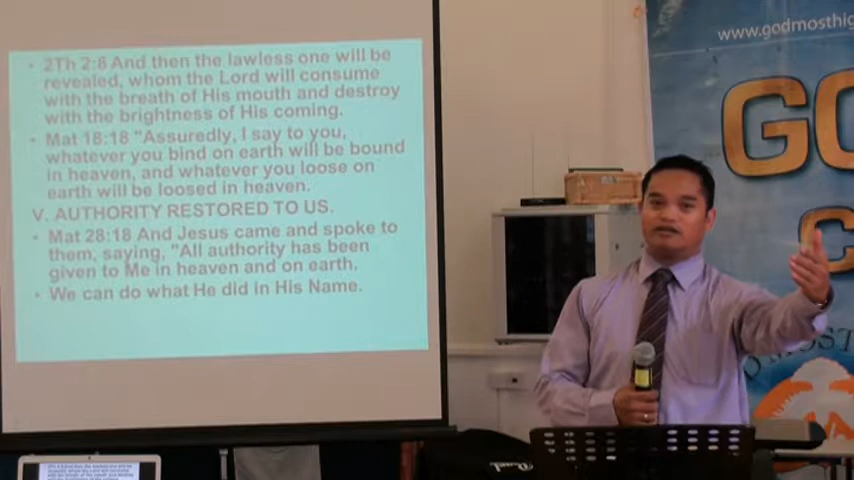 • 2Th 2:8 And then the lawless one will be
revealed, whom the Lord will consume
with the breath of His mouth and destroy
with the brightness of His coming.
• Mat 18:18 "Assuredly, I say to you,
whatever you bind on earth will be bound
in heaven, and whatever you loose on
earth will be loosed in heaven.
V. AUTHORITY RESTORED TO US.
• Mat 28:18 And Jesus came and spoke to
them, saying, "All authority has been
given to Me in heaven and on earth.
• We can do what He did in His Name.
www.godmosthig
GO
C
D MOST